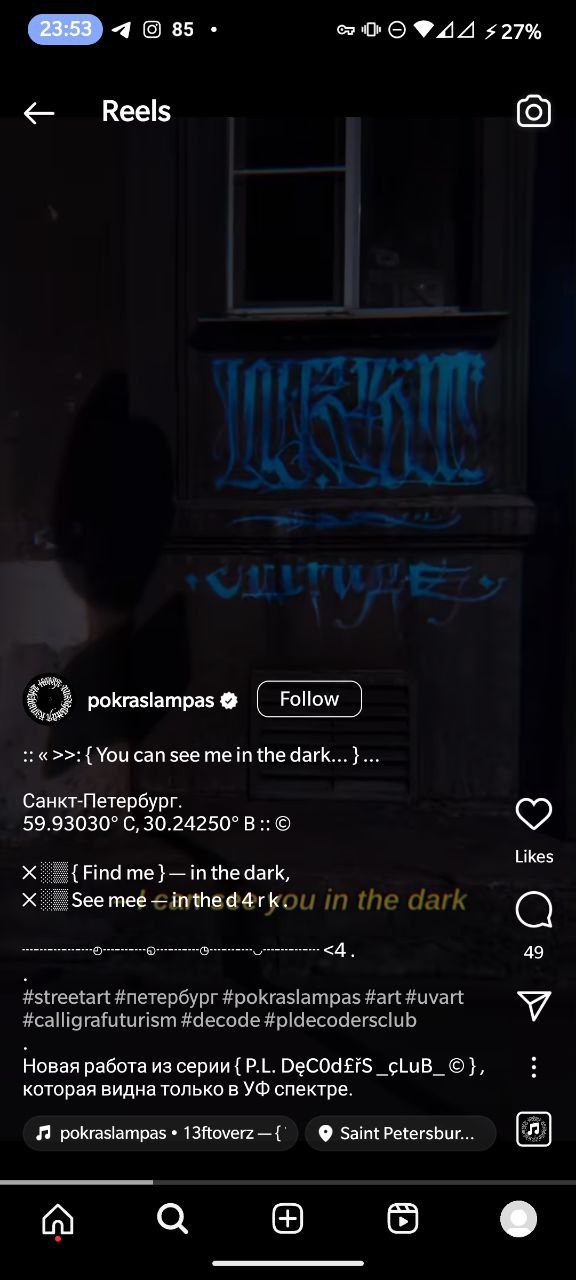 23:53
85
27%
Reels
pokraslampas
Follow
:: « >>: { You can see me in the dark... } ...
Санкт-Петербург.
59.93030° С, 30.24250° В :: ©
╳ ░▒ { Find me } — in the dark,
╳ ░▒ See meе — in the d 4 r k .
I can see you in the dark
┈┈┈┈┈◴┈┈┈┈◵┈┈┈┈◷┈┈┈┈◡┈┈┈┈┈ <4 .
.
#streetart #петербург #pokraslampas #art #uvart
#calligrafuturism #decode #pldecodersclub
.
Новая работа из серии { P.L. DęC0d£řS _çLuB_ © } ,
которая видна только в УФ спектре.
Likes
49
pokraslampas • 13ftoverz — {
Saint Petersbur...